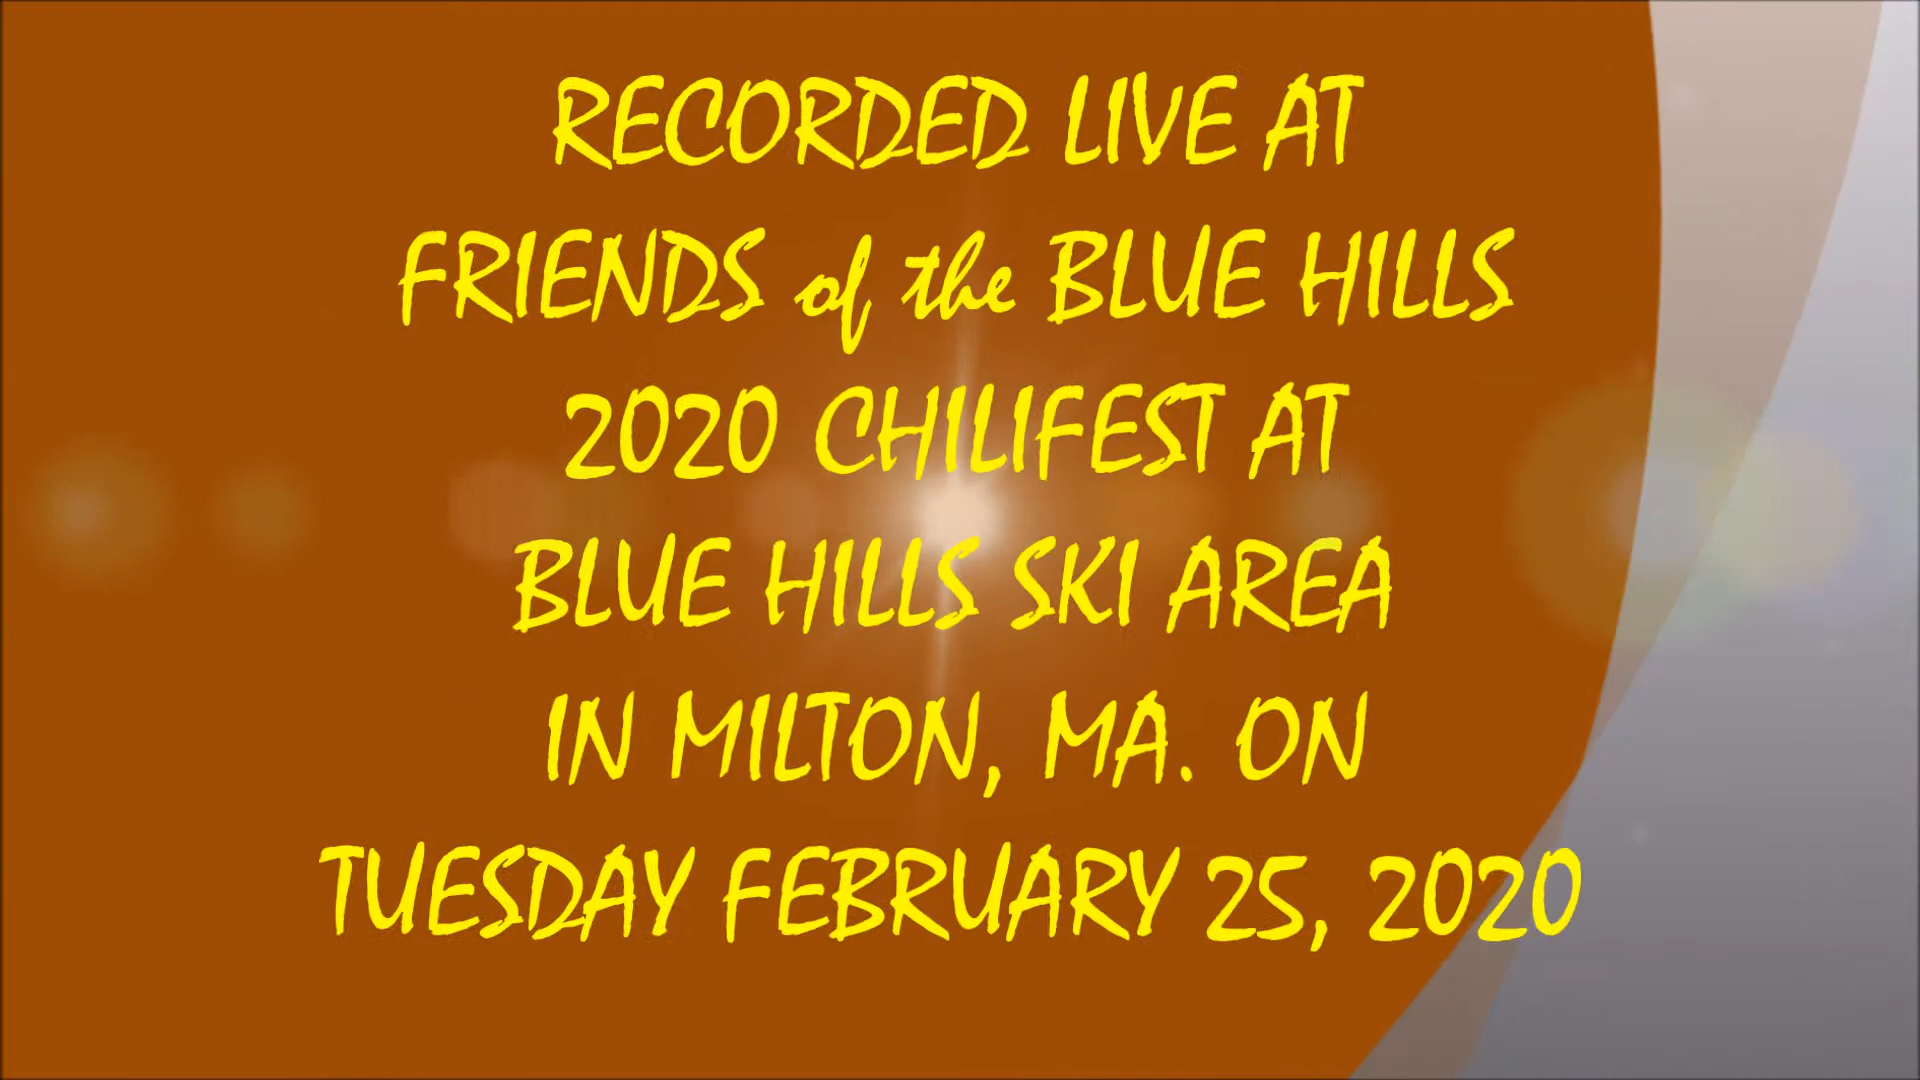 RECORDED LIVE AT
FRIENDS of the BLUE HILLS
2020 CHILIFEST AT
BLUE HILLS SKI AREA
IN MILTON, MA. ON
TUESDAY FEBRUARY 25, 2020